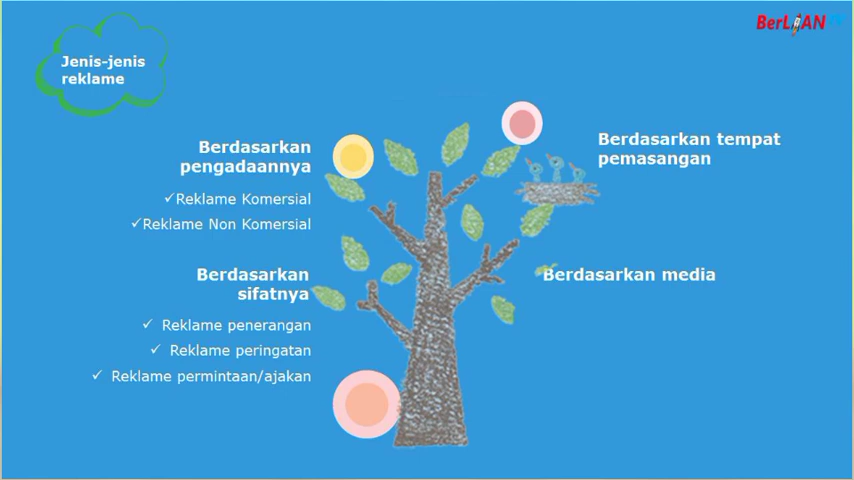 Jenis-jenis
reklame
BerLIAN
Berdasarkan
pengadaannya
✓Reklame Komersial
✓Reklame Non Komersial
Berdasarkan
sifatnya
✓ Reklame penerangan
✓ Reklame peringatan
✓ Reklame permintaan/ajakan
Berdasarkan tempat
pemasangan
Berdasarkan media